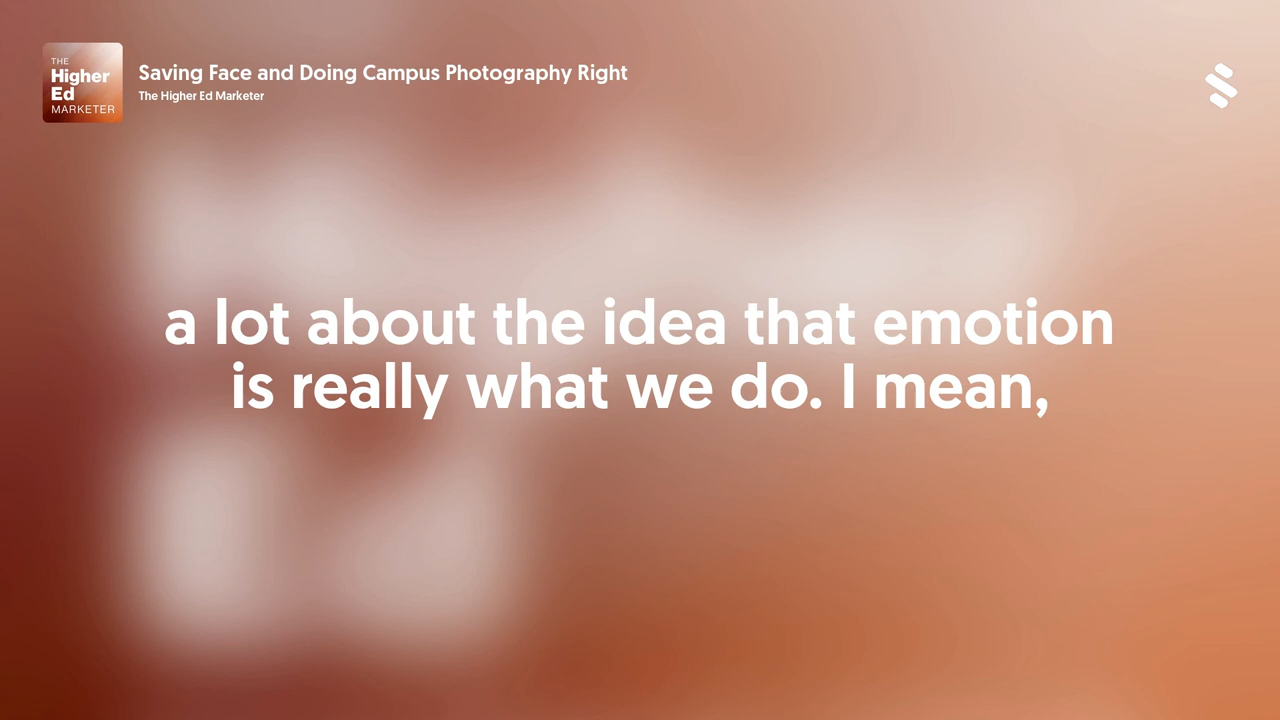 THE
Higher
Ed
MARKETER
Saving Face and Doing Campus Photography Right
The Higher Ed Marketer
a lot about the idea that emotion
is really what we do. I mean,